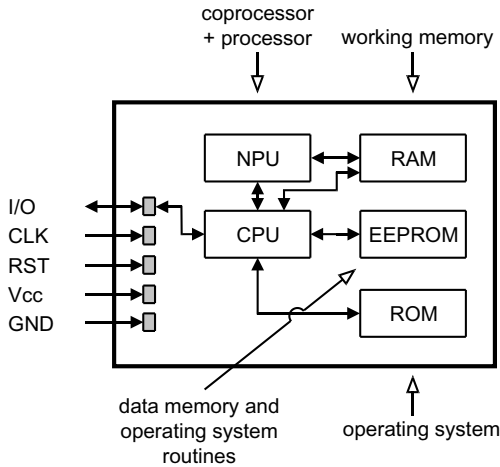 coprocessor
+ processor
working memory
NPU
RAM
I/O
CLK
CPU
EEPROM
RST
Vcc
GND
ROM
data memory and
operating system
routines
operating system